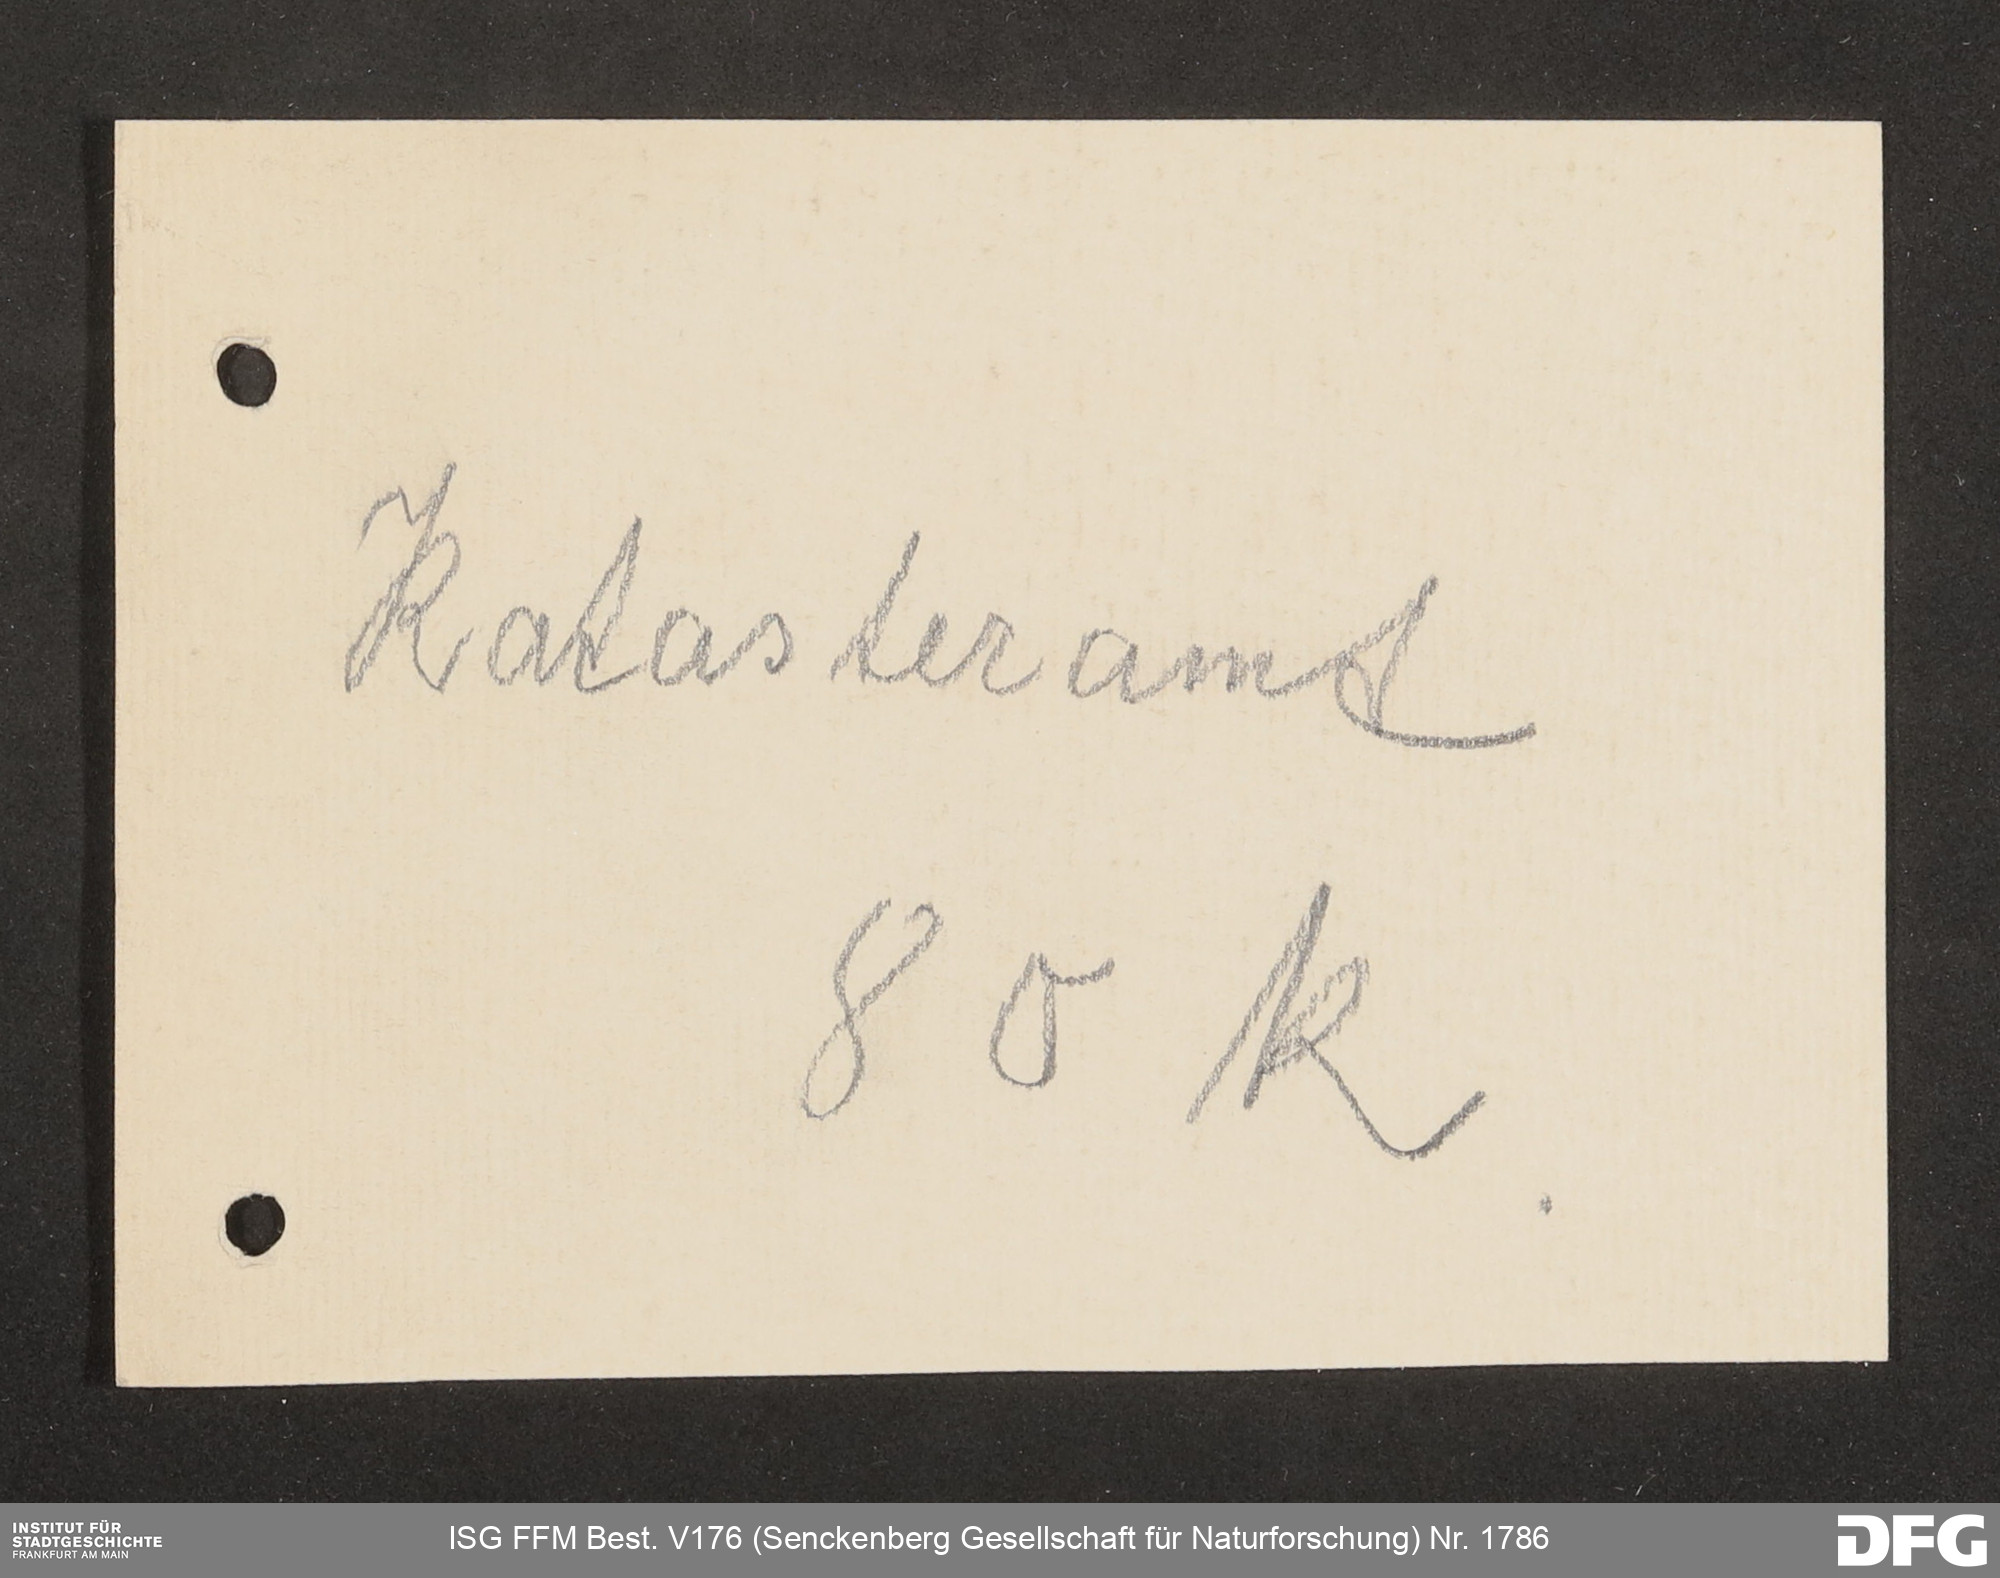 Katasteramt
80 K.
INSTITUT FÜR
STADTGESCHICHTE
FRANKFURT AM MAIN
ISG FFM Best. V176 (Senckenberg Gesellschaft für Naturforschung) Nr. 1786
DFG